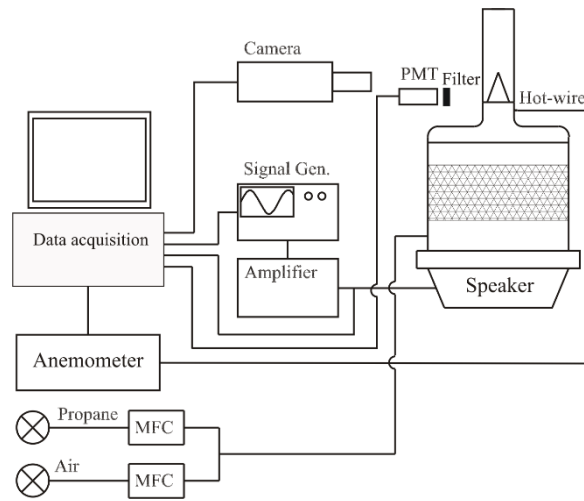 Camera
PMT
Filter
Hot-wire
Signal Gen.
Data acquisition
Amplifier
Speaker
Anemometer
Propane
MFC
Air
MFC